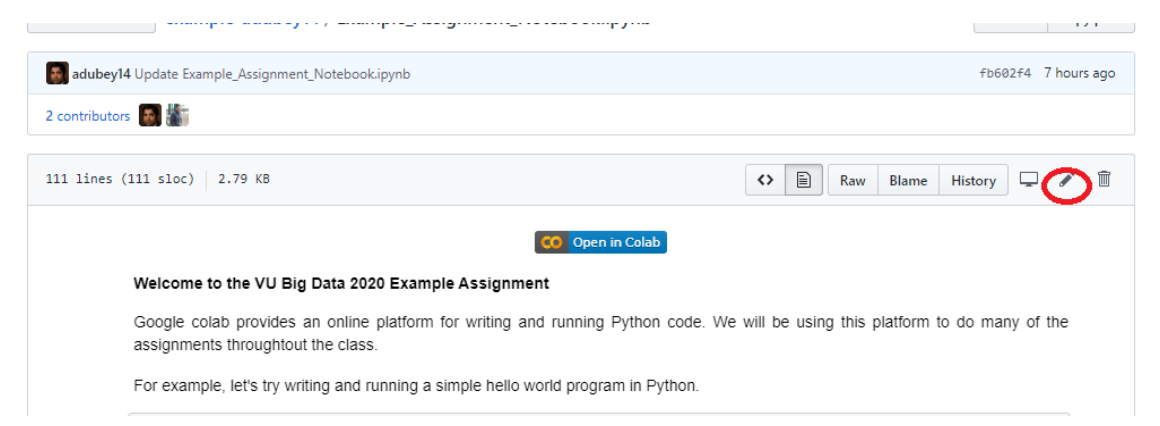 example-adubey14 / Example_Assignment_Notebook.ipynb
adubey14 Update Example_Assignment_Notebook.ipynb fb602f4 7 hours ago
2 contributors
111 lines (111 sloc) 2.79 KB <> Raw Blame History
CO Open in Colab
Welcome to the VU Big Data 2020 Example Assignment
Google colab provides an online platform for writing and running Python code. We will be using this platform to do many of the
assignments throughtout the class.
For example, let's try writing and running a simple hello world program in Python.